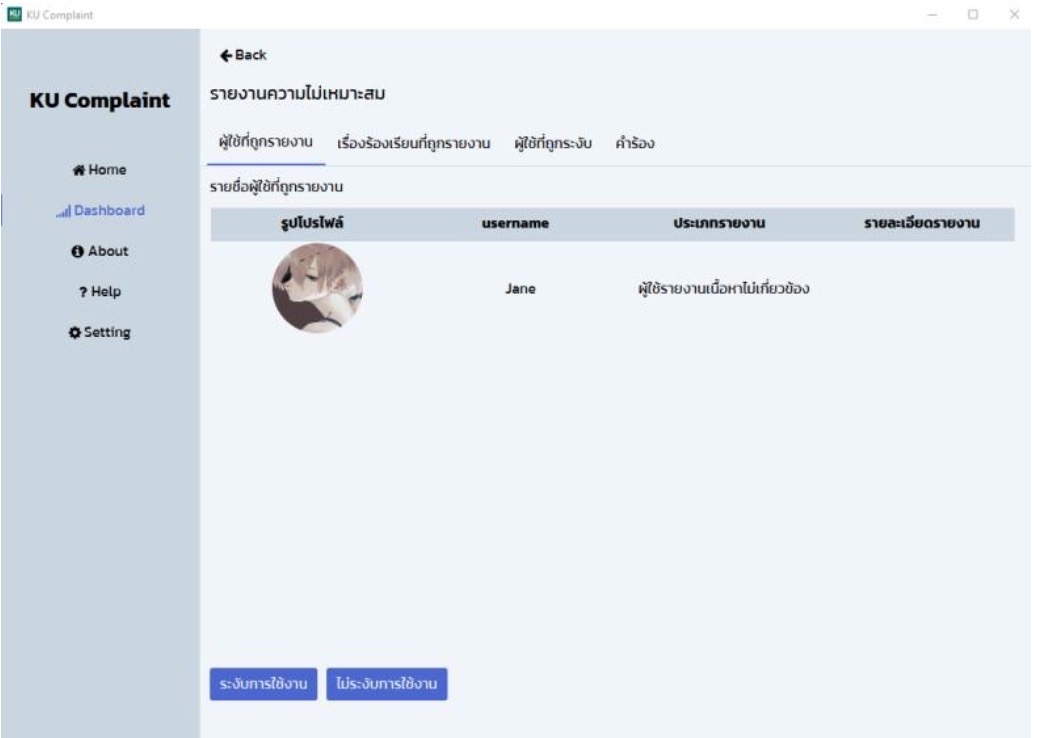 KU Complaint
Back
KU Complaint
รายงานความไม่เหมาะสม
ผู้ใช้ที่ถูกรายงาน เรื่องร้องเรียนที่ถูกรายงาน ผู้ใช้ที่ถูกระงับ คำร้อง
Home
รายชื่อผู้ใช้ที่ถูกรายงาน
Dashboard
รูปโปรไฟล์ username ประเภทรายงาน รายละเอียดรายงาน
About
Jane ผู้ใช้รายงานเนื้อหาไม่เกี่ยวข้อง
? Help
Setting
ระงับการใช้งาน ไม่ระงับการใช้งาน